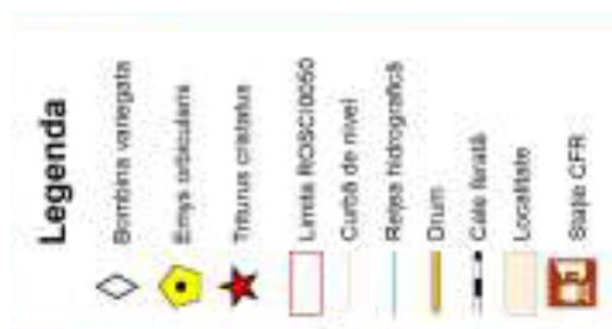 Legenda
Bombina variegata
Emys orbicularis
Triturus cristatus
Limita ROSCI0050
Curbă de nivel
Rețea hidrografică
Drum
Cale ferată
Localitate
Stație CFR